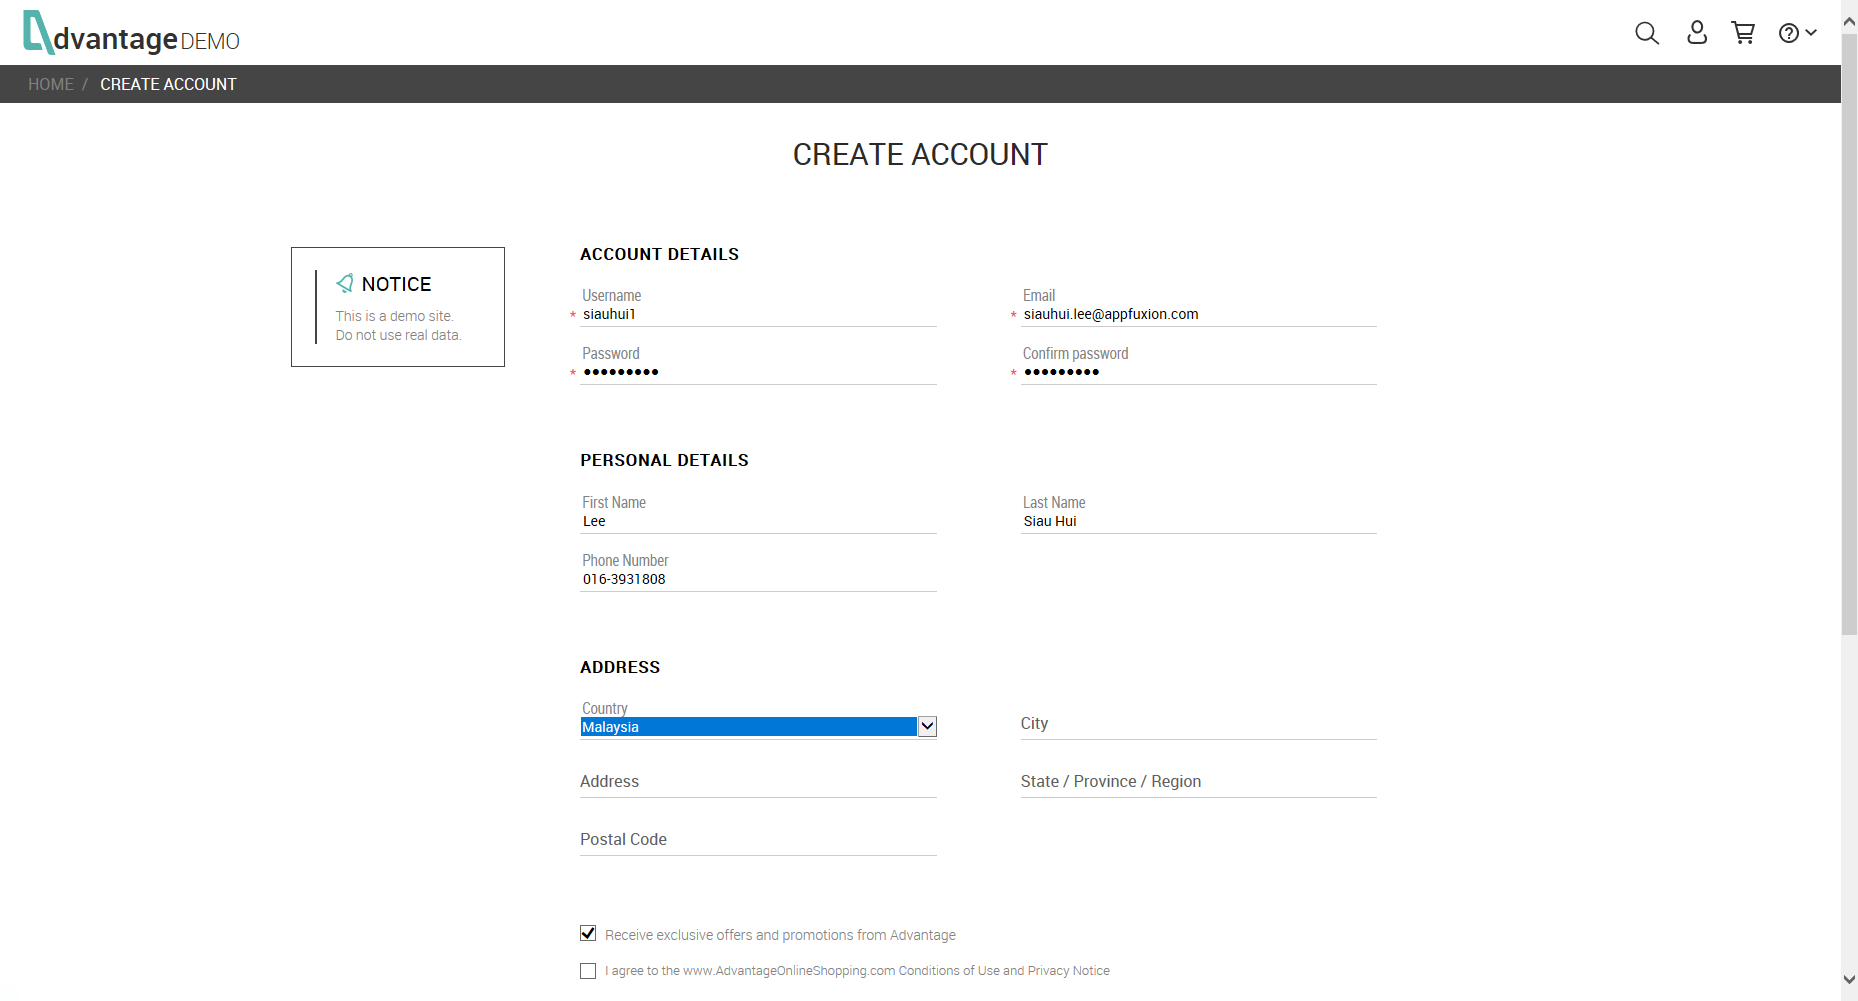 dvantage DEMO
HOME / CREATE ACCOUNT
CREATE ACCOUNT
NOTICE
This is a demo site.
Do not use real data.
ACCOUNT DETAILS
Username
* siauhui1
Email
* siauhui.lee@appfuxion.com
Password
* •••••••••
Confirm password
* •••••••••
PERSONAL DETAILS
First Name
Lee
Last Name
Siau Hui
Phone Number
016-3931808
ADDRESS
Country
Malaysia
City
Address
State / Province / Region
Postal Code
Receive exclusive offers and promotions from Advantage
I agree to the www.AdvantageOnlineShopping.com Conditions of Use and Privacy Notice